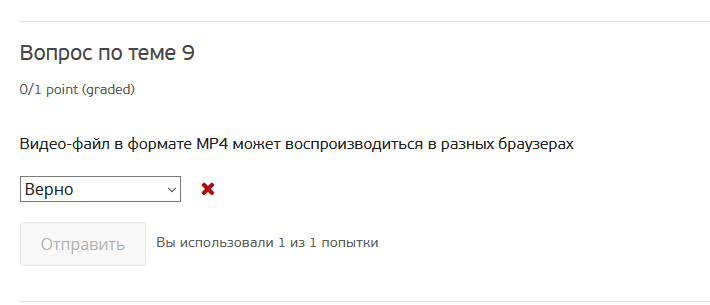 Вопрос по теме 9
0/1 point (graded)
Видео-файл в формате MP4 может воспроизводиться в разных браузерах
Верно
Отправить Вы использовали 1 из 1 попытки